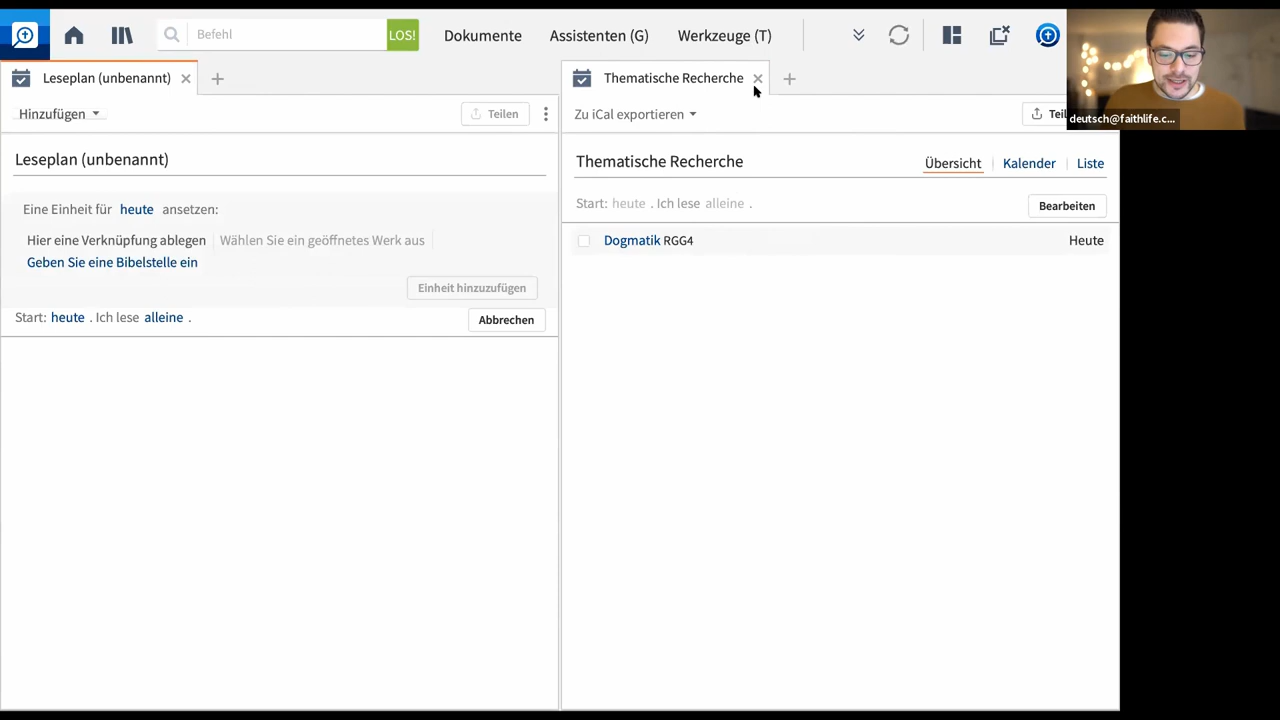 Befehl
LOS!
Dokumente
Assistenten (G)
Werkzeuge (T)
deutsch@faithlife.c...
Leseplan (unbenannt)
Hinzufügen
Teilen
Leseplan (unbenannt)
Eine Einheit für heute ansetzen:
Hier eine Verknüpfung ablegen Wählen Sie ein geöffnetes Werk aus
Geben Sie eine Bibelstelle ein
Einheit hinzuzufügen
Start: heute . Ich lese alleine .
Abbrechen
Thematische Recherche
Zu iCal exportieren
Teil
Thematische Recherche
Übersicht
Kalender
Liste
Start: heute . Ich lese alleine .
Bearbeiten
Dogmatik RGG4
Heute